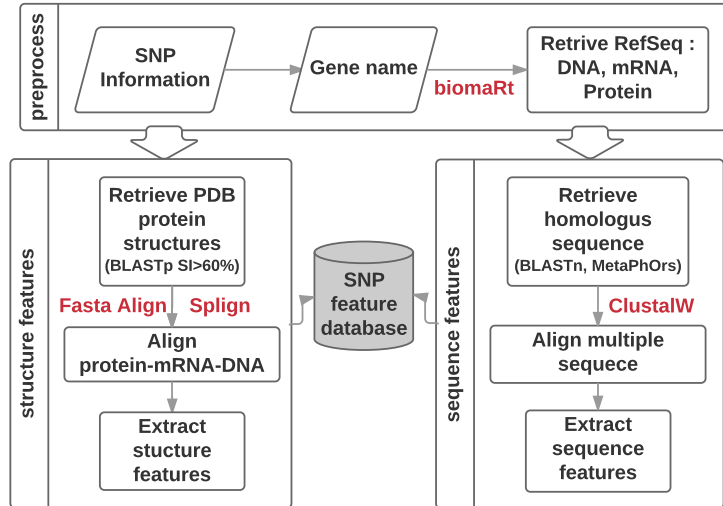 preprocess
SNP
Information
Gene name
biomaRt
Retrive RefSeq :
DNA, mRNA,
Protein
structure features
Retrieve PDB
protein
structures
(BLASTp SI>60%)
Fasta Align Splign
Align
protein-mRNA-DNA
Extract
stucture
features
SNP
feature
database
sequence features
Retrieve
homologus
sequence
(BLASTn, MetaPhOrs)
ClustalW
Align multiple
sequece
Extract
sequence
features